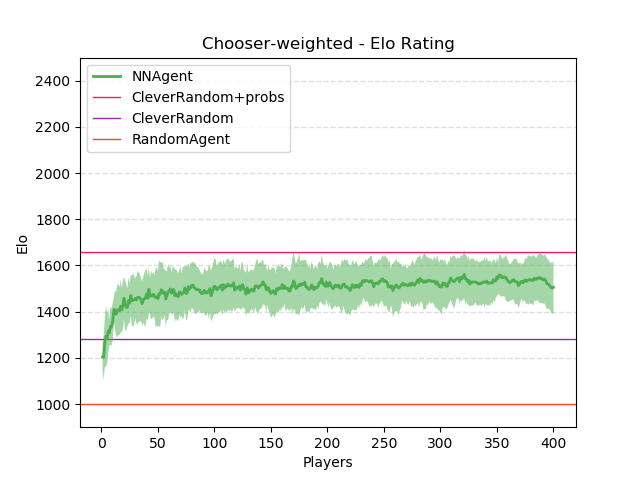 Chooser-weighted - Elo Rating
NNAgent
CleverRandom+probs
CleverRandom
RandomAgent
Elo
2400
2200
2000
1800
1600
1400
1200
1000
0 50 100 150 200 250 300 350 400
Players